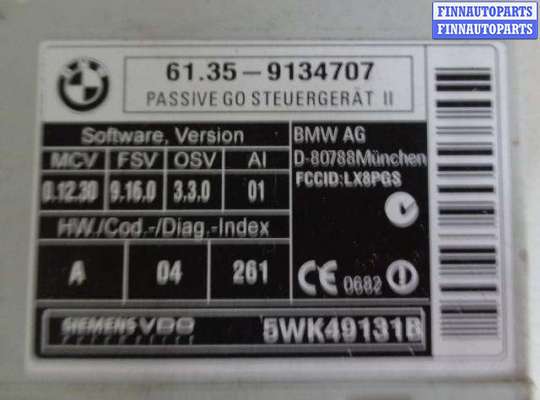 FINNAUTOPARTS
FINNAUTOPARTS
61.35-9134707
PASSIVE GO STEUERGERÄT II
Software, Version
MCV FSV OSV AI
0.12.30 9.16.0 3.3.0 01
HW./Cod.-/Diag.-Index
A 04 261
BMW AG
D-80788München
FCCID:LX8PGS
CE 0682
SIEMENS VDO
AUTOMOTIVE
5WK49131B